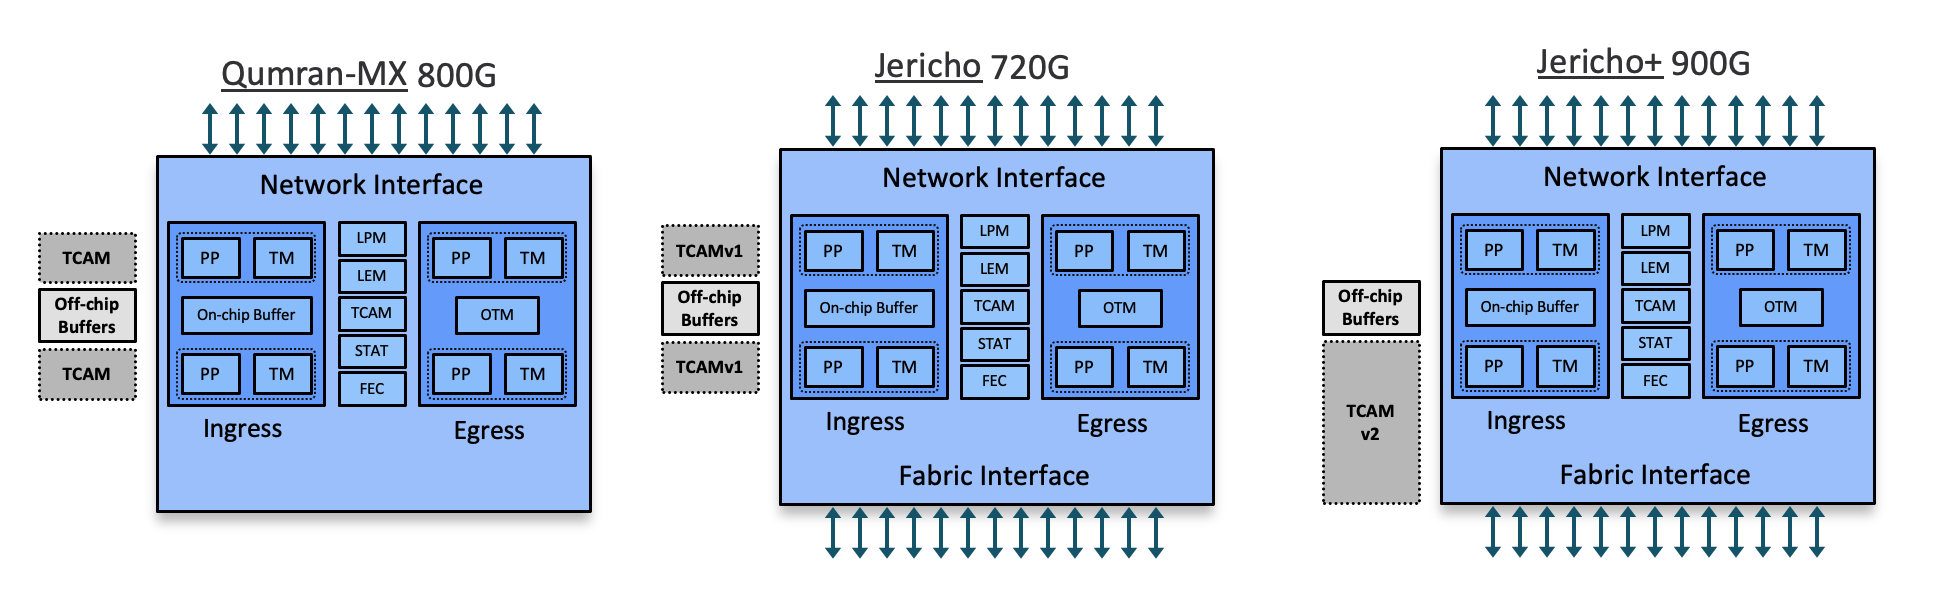 Qumran-MX 800G
Network Interface
TCAM
Off-chip
Buffers
TCAM
PP
TM
On-chip Buffer
PP
TM
Ingress
LPM
LEM
TCAM
STAT
FEC
PP
TM
OTM
PP
TM
Egress
Jericho 720G
Network Interface
TCAMv1
Off-chip
Buffers
TCAMv1
PP
TM
On-chip Buffer
PP
TM
Ingress
LPM
LEM
TCAM
STAT
FEC
PP
TM
OTM
PP
TM
Egress
Fabric Interface
Jericho+ 900G
Network Interface
Off-chip
Buffers
TCAM
v2
PP
TM
On-chip Buffer
PP
TM
Ingress
LPM
LEM
TCAM
STAT
FEC
PP
TM
OTM
PP
TM
Egress
Fabric Interface